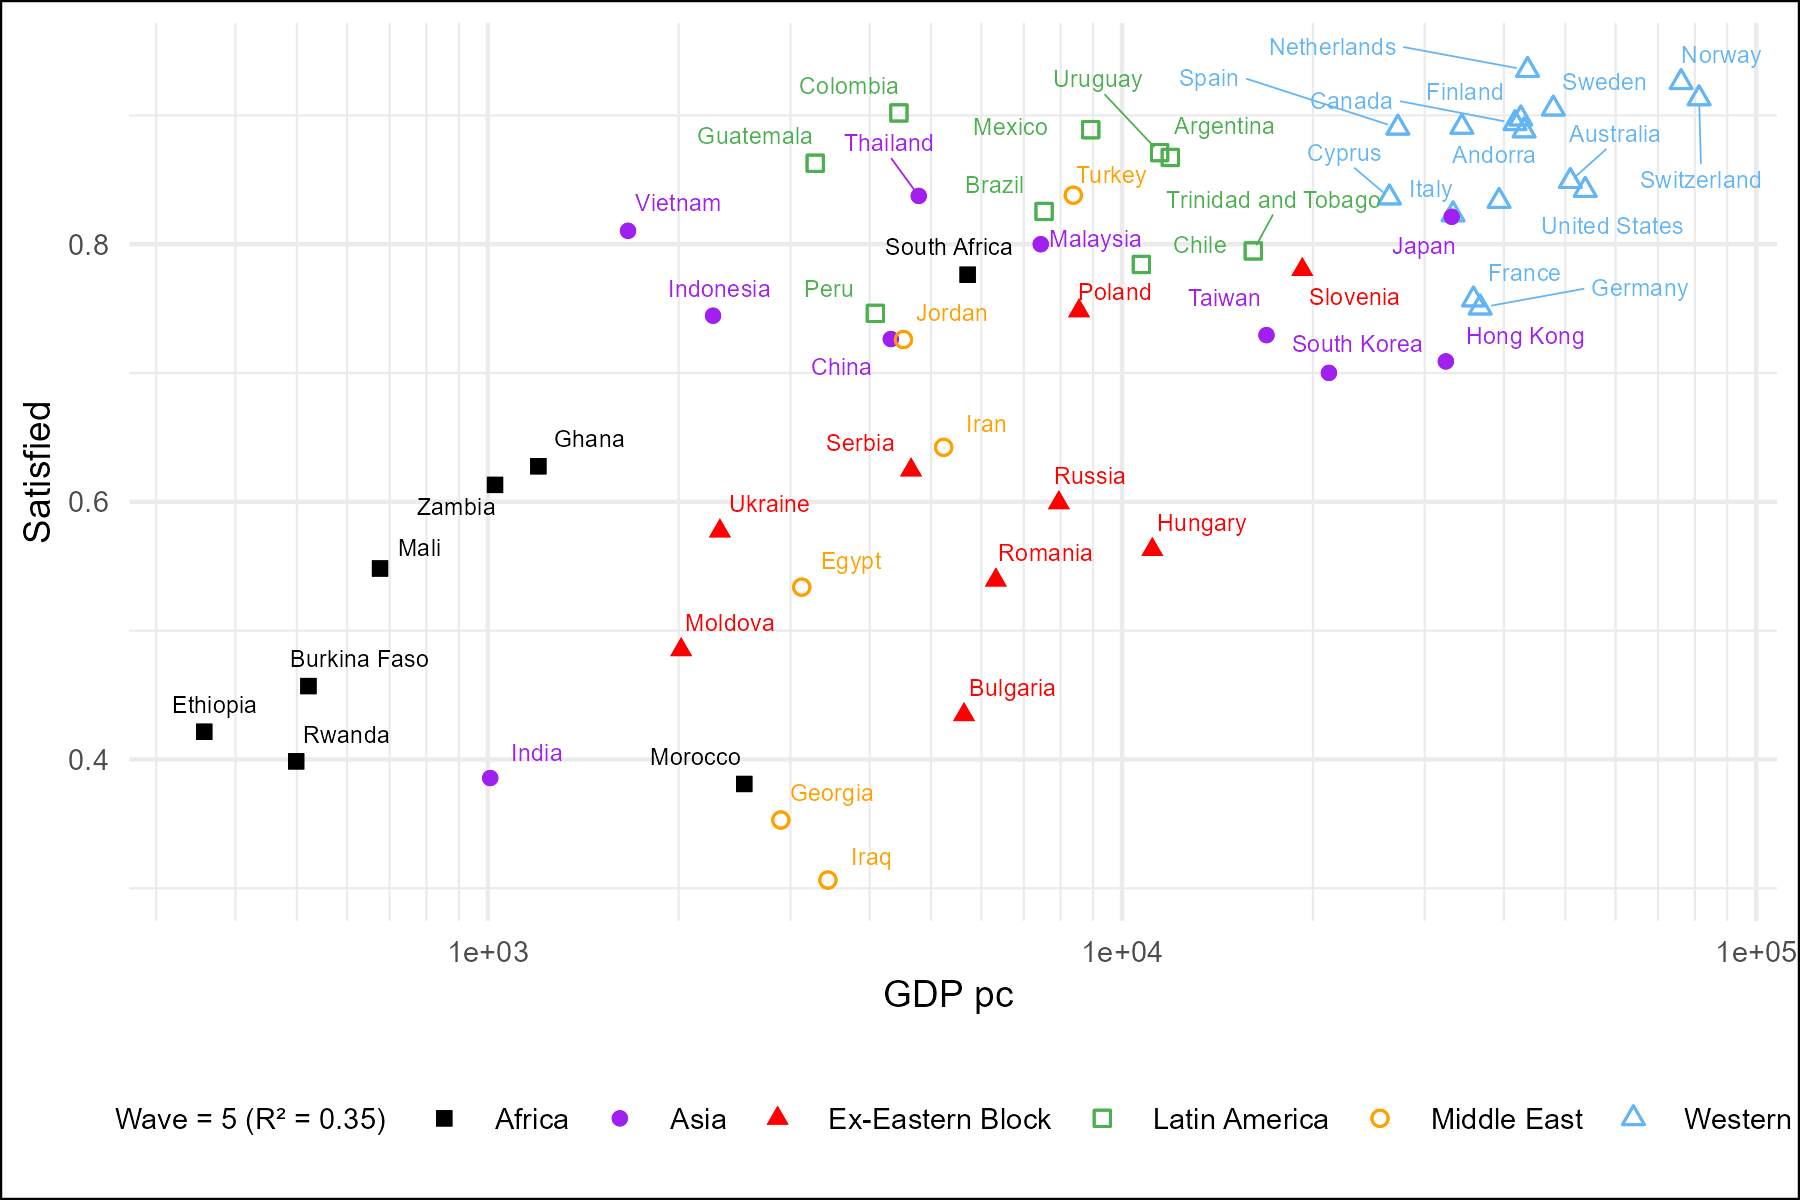 Netherlands
Norway
Spain
Uruguay
Colombia
Canada
Finland
Sweden
Guatemala
Thailand
Mexico
Argentina
Australia
Cyprus
Andorra
Turkey
Brazil
Italy
Switzerland
Vietnam
Trinidad and Tobago
United States
Malaysia
South Africa
Chile
Japan
0.8
Indonesia
Peru
Poland
Taiwan
Slovenia
France
Germany
Jordan
China
South Korea
Hong Kong
Satisfied
Ghana
Iran
Serbia
Russia
0.6
Zambia
Ukraine
Hungary
Mali
Egypt
Romania
Moldova
Burkina Faso
Ethiopia
Bulgaria
Rwanda
India
Morocco
0.4
Georgia
Iraq
1e+03 1e+04 1e+05
GDP pc
Wave = 5 (R² = 0.35) Africa Asia Ex-Eastern Block Latin America Middle East Western